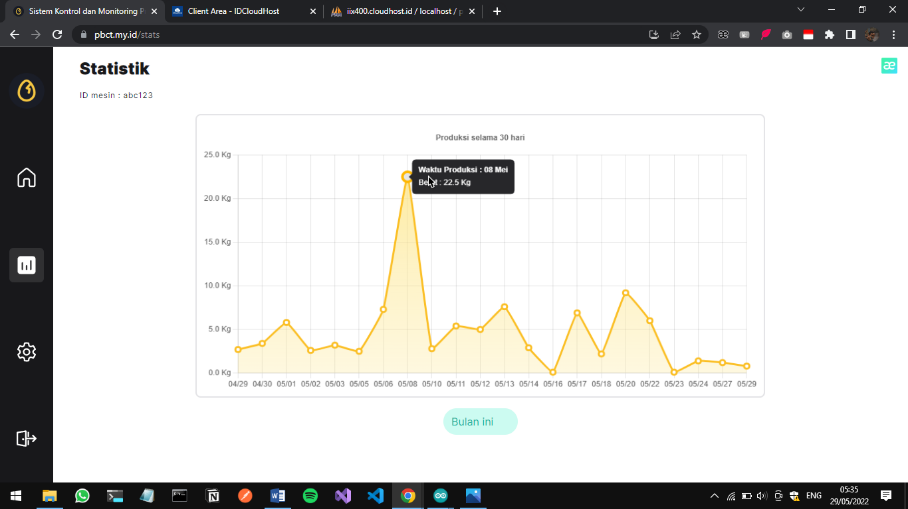 Sistem Kontrol dan Monitoring P
Client Area - IDCloudHost
iix400.cloudhost.id / localhost / p
pbct.my.id/stats
Statistik
æ
ID mesin : abc123
Produksi selama 30 hari
25.0 Kg
Waktu Produksi : 08 Mei
Berat : 22.5 Kg
20.0 Kg
15.0 Kg
10.0 Kg
5.0 Kg
0.0 Kg
04/29 04/30 05/01 05/02 05/03 05/05 05/06 05/08 05/10 05/11 05/12 05/13 05/14 05/16 05/17 05/18 05/20 05/22 05/23 05/24 05/27 05/29
Bulan ini
ENG
05:35
29/05/2022